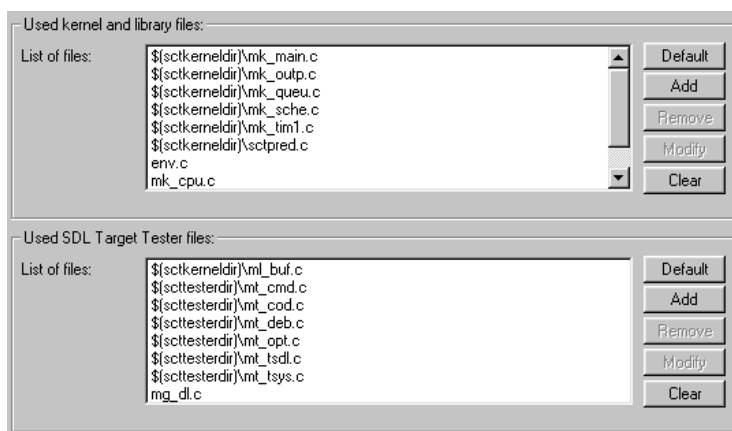 Used kernel and library files:
List of files:
$(sctkerneldir)\mk_main.c
$(sctkerneldir)\mk_outp.c
$(sctkerneldir)\mk_queu.c
$(sctkerneldir)\mk_sche.c
$(sctkerneldir)\mk_tim1.c
$(sctkerneldir)\sctpred.c
env.c
mk_cpu.c
Default
Add
Remove
Modify
Clear
Used SDL Target Tester files:
List of files:
$(sctkerneldir)\ml_buf.c
$(scttesterdir)\mt_cmd.c
$(scttesterdir)\mt_cod.c
$(scttesterdir)\mt_deb.c
$(scttesterdir)\mt_opt.c
$(scttesterdir)\mt_tsdl.c
$(scttesterdir)\mt_tsys.c
mg_dl.c
Default
Add
Remove
Modify
Clear